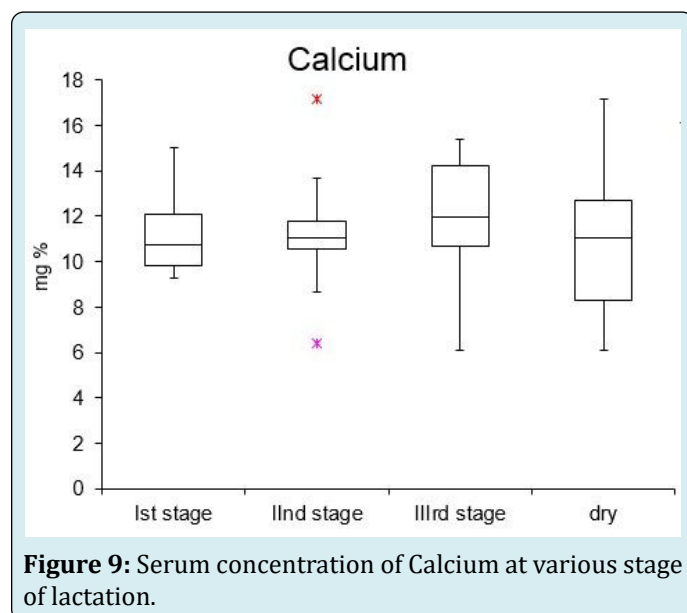 Calcium
18
16
14
12
10
8
6
4
2
0
mg %
Ist stage IInd stage IIIrd stage dry
Figure 9: Serum concentration of Calcium at various stage
of lactation.